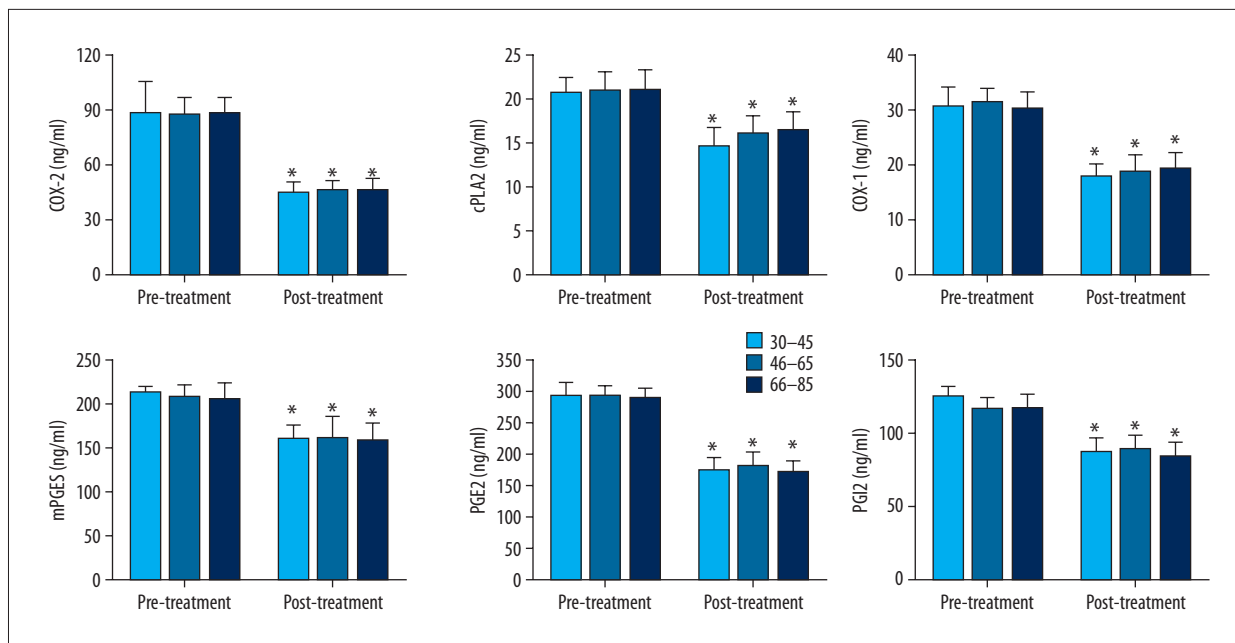 120
90
60
30
0
COX-2 (ng/ml)
* * *
Pre-treatment Post-treatment
25
20
15
10
5
0
cPLA2 (ng/ml)
* * *
Pre-treatment Post-treatment
40
30
20
10
0
COX-1 (ng/ml)
* * *
Pre-treatment Post-treatment
250
200
150
100
50
0
mPGES (ng/ml)
* * *
Pre-treatment Post-treatment
30–45
46–65
66–85
350
300
250
200
150
300
50
0
PGE2 (ng/ml)
* * *
Pre-treatment Post-treatment
150
100
50
0
PGI2 (ng/ml)
* * *
Pre-treatment Post-treatment